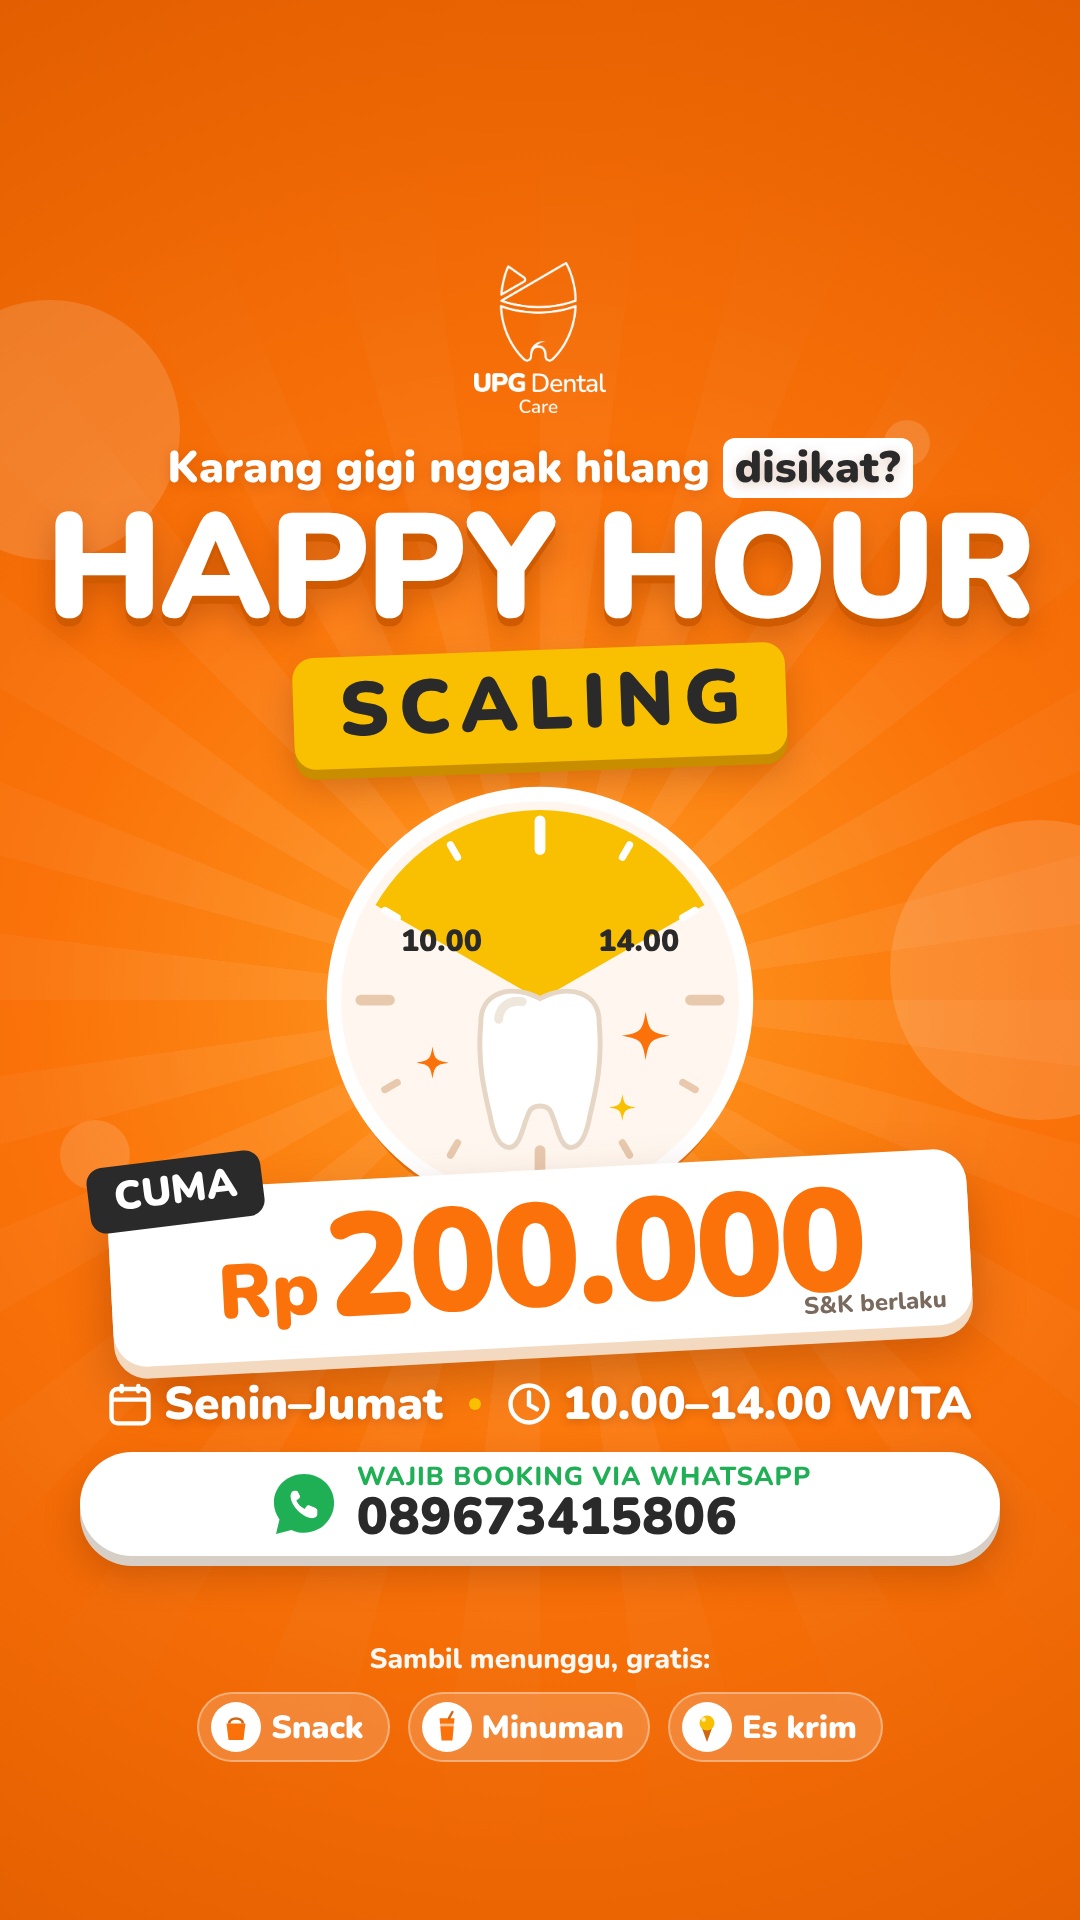 UPG Dental
Care
Karang gigi nggak hilang disikat?
HAPPY HOUR
SCALING
10.00 14.00
CUMA
Rp 200.000
S&K berlaku
Senin–Jumat • 10.00–14.00 WITA
WAJIB BOOKING VIA WHATSAPP
089673415806
Sambil menunggu, gratis:
Snack Minuman Es krim